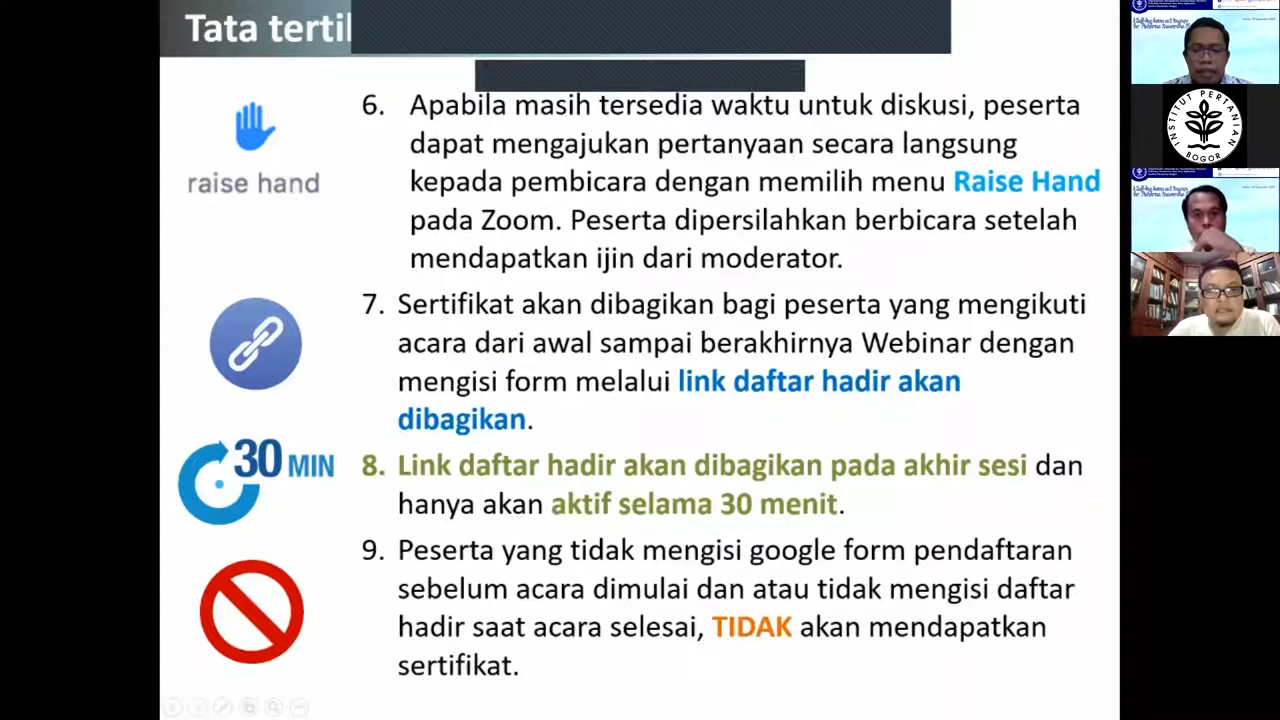 Tata tertil
raise hand
6. Apabila masih tersedia waktu untuk diskusi, peserta
dapat mengajukan pertanyaan secara langsung
kepada pembicara dengan memilih menu Raise Hand
pada Zoom. Peserta dipersilahkan berbicara setelah
mendapatkan ijin dari moderator.
7. Sertifikat akan dibagikan bagi peserta yang mengikuti
acara dari awal sampai berakhirnya Webinar dengan
mengisi form melalui link daftar hadir akan
dibagikan.
30 MIN
8. Link daftar hadir akan dibagikan pada akhir sesi dan
hanya akan aktif selama 30 menit.
9. Peserta yang tidak mengisi google form pendaftaran
sebelum acara dimulai dan atau tidak mengisi daftar
hadir saat acara selesai, TIDAK akan mendapatkan
sertifikat.
INSTITUT PERTANIAN
BOGOR